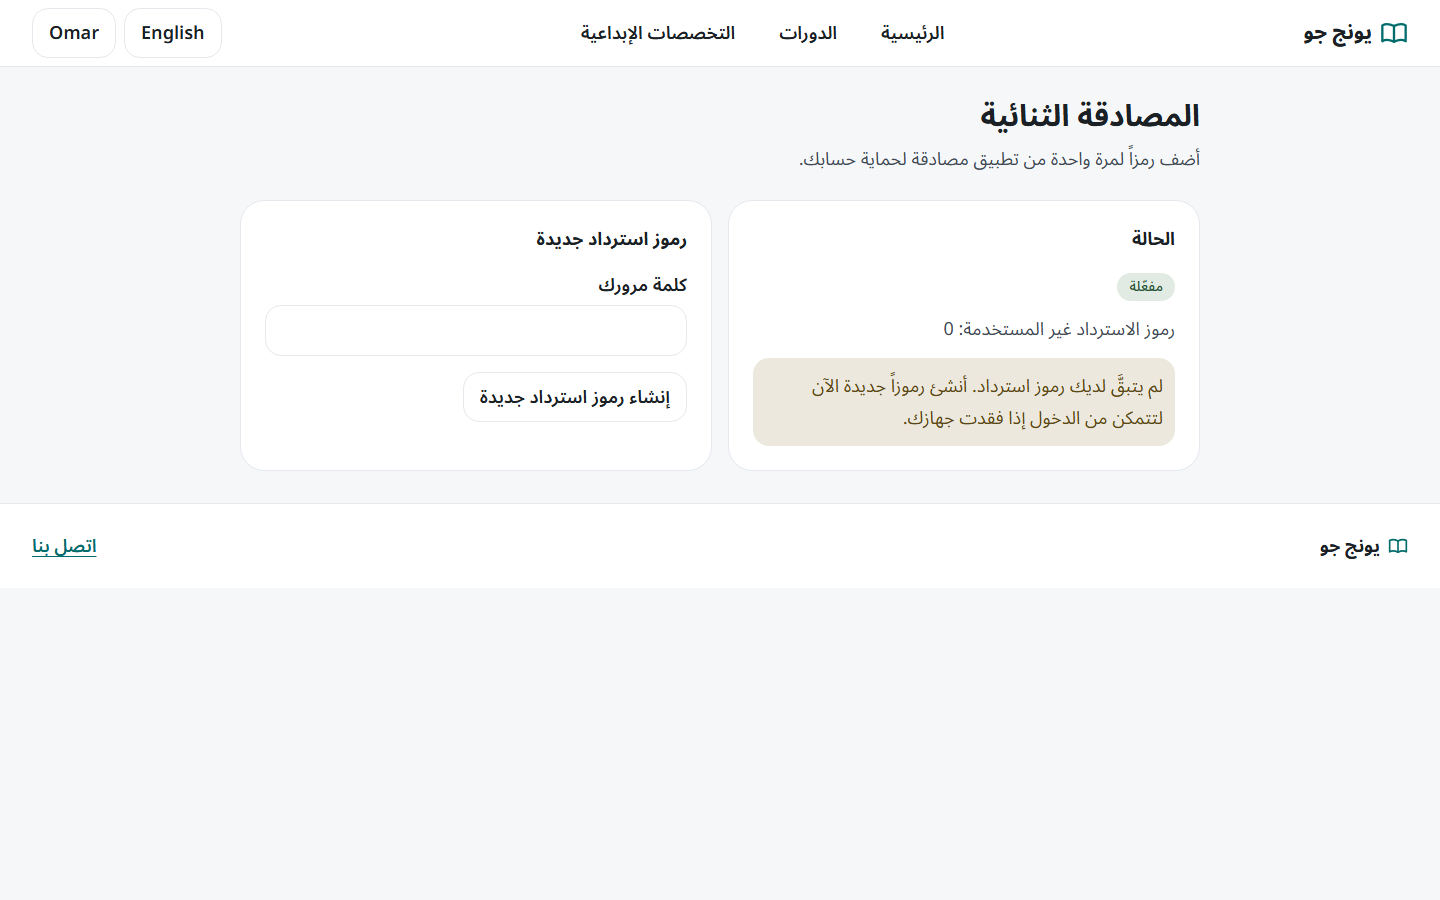 يونج جو
الرئيسية
الدورات
التخصصات الإبداعية
English
Omar
المصادقة الثنائية
أضف رمزاً لمرة واحدة من تطبيق مصادقة لحماية حسابك.
الحالة
مفعّلة
رموز الاسترداد غير المستخدمة: 0
لم يتبقَّ لديك رموز استرداد. أنشئ رموزاً جديدة الآن
لتتمكن من الدخول إذا فقدت جهازك.
رموز استرداد جديدة
كلمة مرورك
إنشاء رموز استرداد جديدة
يونج جو
اتصل بنا